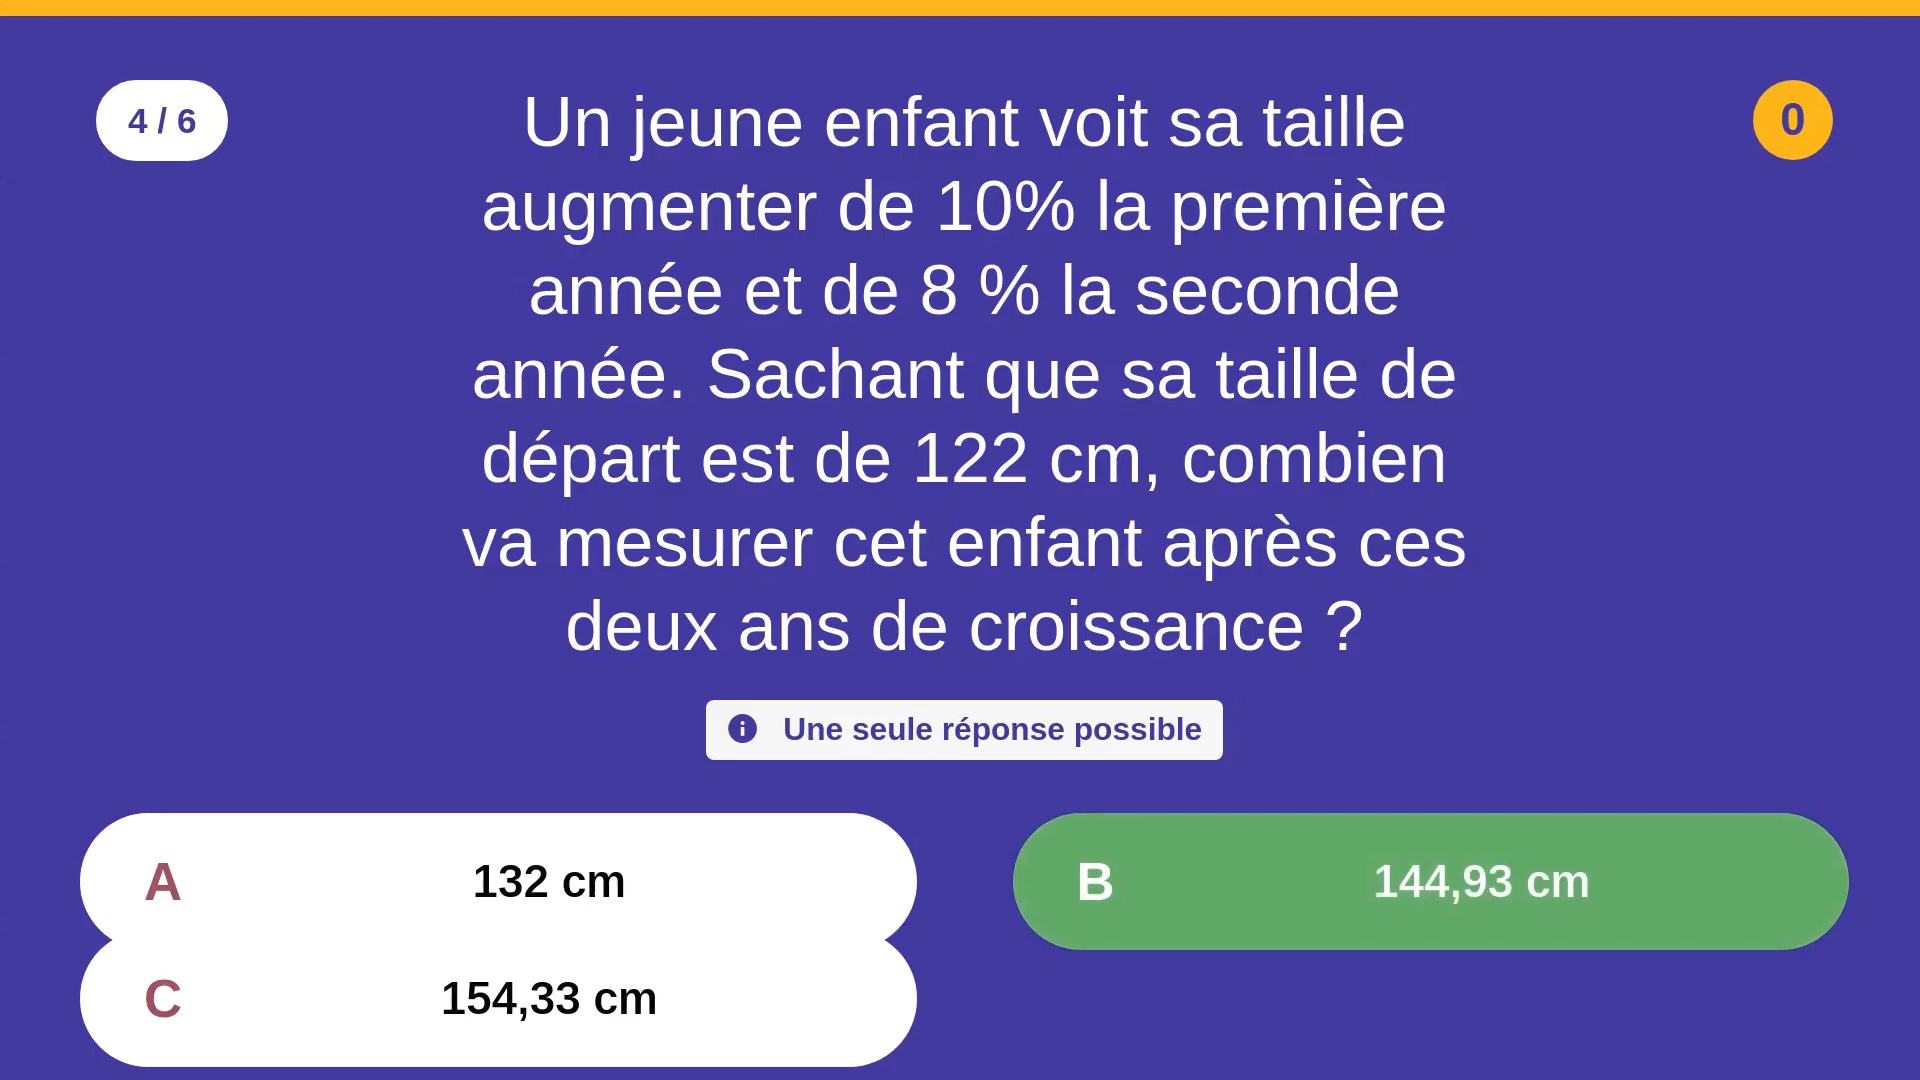 4 / 6
Un jeune enfant voit sa taille
augmenter de 10% la première
année et de 8 % la seconde
année. Sachant que sa taille de
départ est de 122 cm, combien
va mesurer cet enfant après ces
deux ans de croissance ?
0
Une seule réponse possible
A 132 cm
B 144,93 cm
C 154,33 cm